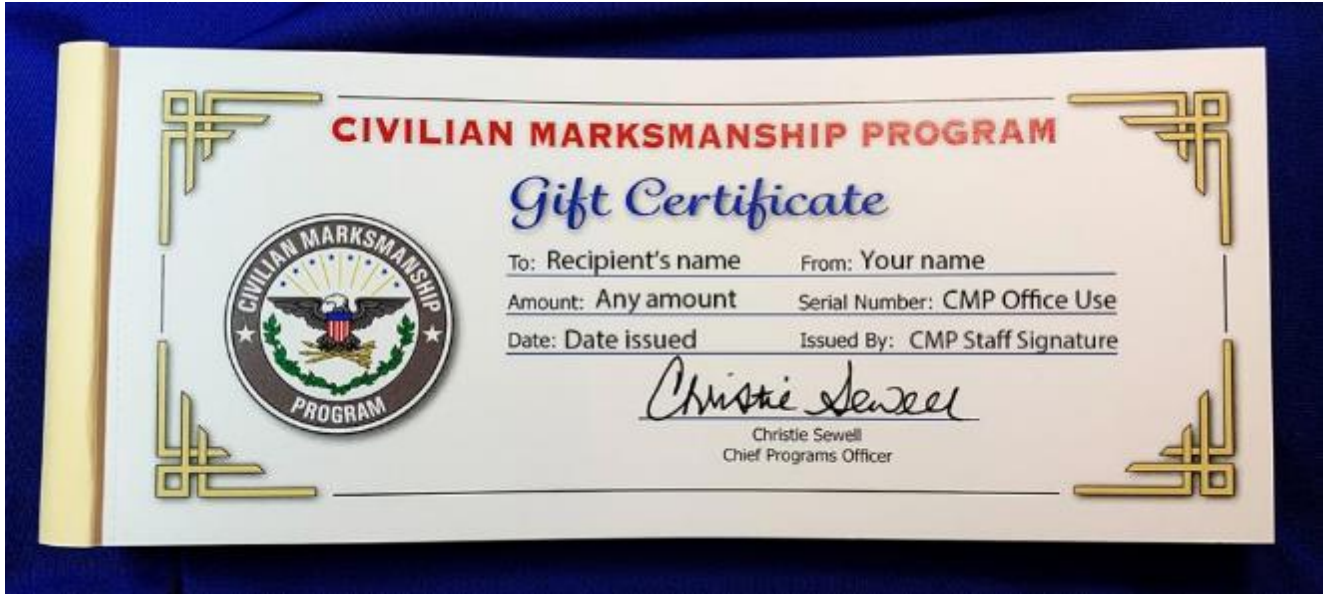 CIVILIAN MARKSMANSHIP PROGRAM
Gift Certificate
CIVILIAN MARKSMANSHIP
PROGRAM
To: Recipient's name From: Your name
Amount: Any amount Serial Number: CMP Office Use
Date: Date issued Issued By: CMP Staff Signature
Christie Sewell
Christie Sewell
Chief Programs Officer